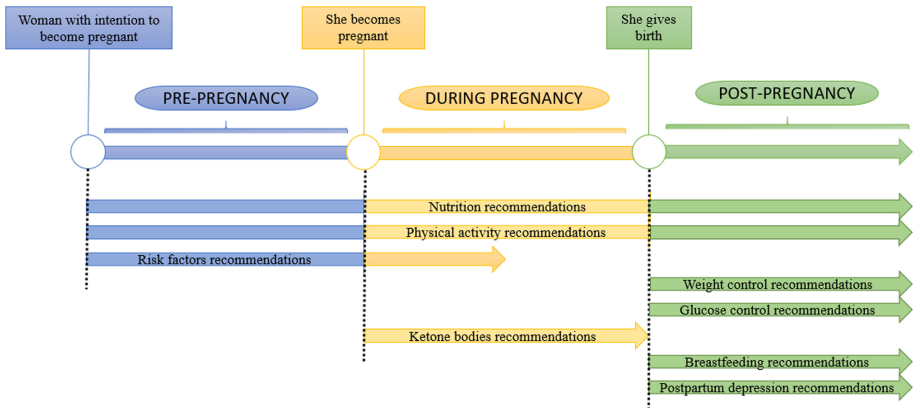 Woman with intention to
become pregnant
She becomes
pregnant
She gives
birth
PRE-PREGNANCY
DURING PREGNANCY
POST-PREGNANCY
Nutrition recommendations
Physical activity recommendations
Risk factors recommendations
Weight control recommendations
Glucose control recommendations
Ketone bodies recommendations
Breastfeeding recommendations
Postpartum depression recommendations